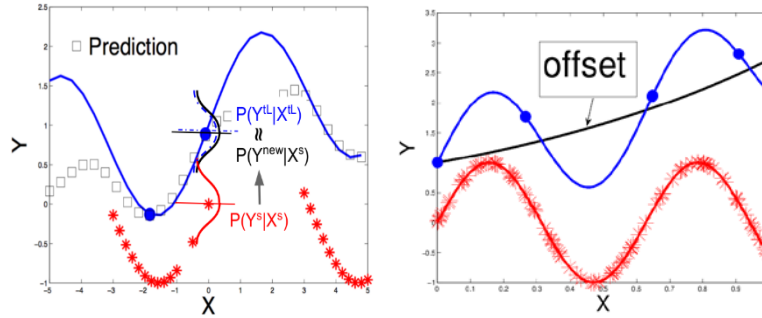 Prediction
P(Y^tL|X^tL)
≈
P(Y^new|X^s)
P(Y^s|X^s)
Y
2.5
2
1.5
1
0.5
0
-0.5
-1
-5 -4 -3 -2 -1 0 1 2 3 4 5
X
offset
Y
3.5
3
2.5
2
1.5
1
0.5
0
-0.5
-1
0 0.1 0.2 0.3 0.4 0.5 0.6 0.7 0.8 0.9
X